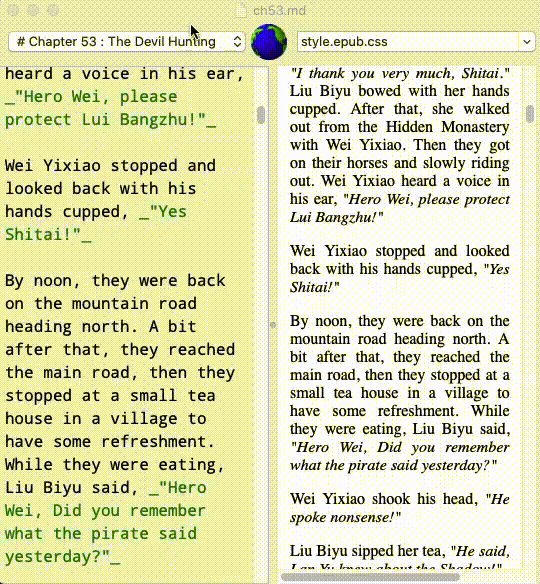 ch53.md
# Chapter 53 : The Devil Hunting
style.epub.css
heard a voice in his ear,
_"Hero Wei, please
protect Lui Bangzhu!"_
Wei Yixiao stopped and
looked back with his
hands cupped, _"Yes
Shitai!"_
By noon, they were back
on the mountain road
heading north. A bit
after that, they reached
the main road, then they
stopped at a small tea
house in a village to
have some refreshment.
While they were eating,
Liu Biyu said, _"Hero
Wei, Did you remember
what the pirate said
yesterday?"_
"I thank you very much, Shitai."
Liu Biyu bowed with her hands
cupped. After that, she walked
out from the Hidden Monastery
with Wei Yixiao. Then they got
on their horses and slowly riding
out. Wei Yixiao heard a voice in
his ear, "Hero Wei, please protect
Lui Bangzhu!"
Wei Yixiao stopped and looked
back with his hands cupped, "Yes
Shitai!"
By noon, they were back on the
mountain road heading north. A
bit after that, they reached the
main road, then they stopped at a
small tea house in a village to
have some refreshment. While
they were eating, Liu Biyu said,
"Hero Wei, Did you remember
what the pirate said yesterday?"
Wei Yixiao shook his head, "He
spoke nonsense!"
Liu Biyu sipped her tea, "He said,
Lan Yu knew about the Shadow!"